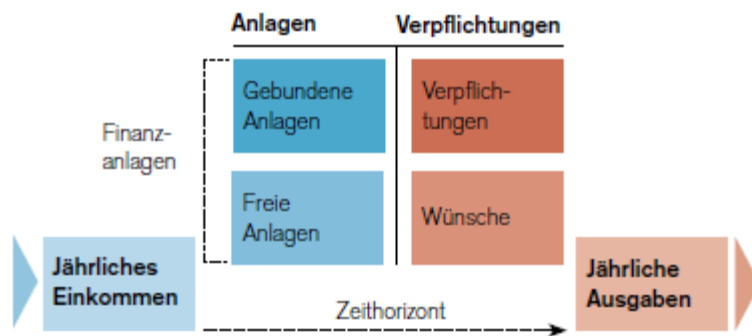 Anlagen
Verpflichtungen
Gebundene
Anlagen
Verpflich-
tungen
Finanz-
anlagen
Freie
Anlagen
Wünsche
Jährliches
Einkommen
Jährliche
Ausgaben
Zeithorizont